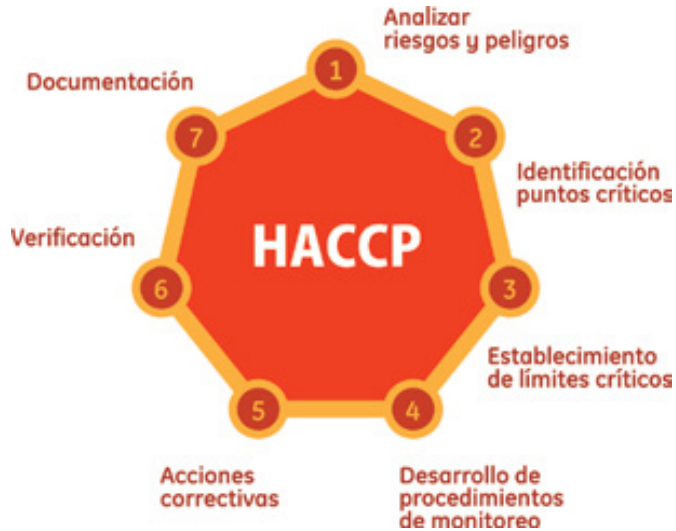 1
Analizar
riesgos y peligros
2
Identificación
puntos críticos
3
Establecimiento
de límites críticos
4
Desarrollo de
procedimientos
de monitoreo
5
Acciones
correctivas
6
Verificación
7
Documentación
HACCP